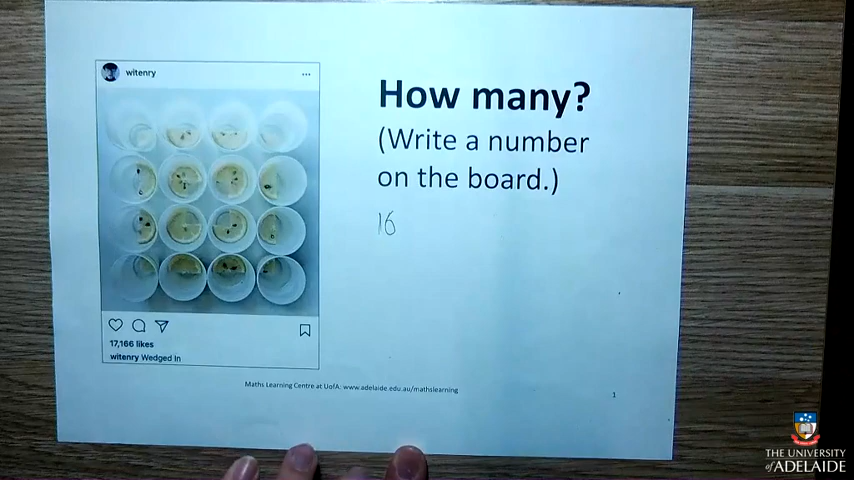 witenry
How many?
(Write a number
on the board.)
16
17,166 likes
witenry Wedged In
Maths Learning Centre at UofA: www.adelaide.edu.au/mathslearning
1
THE UNIVERSITY
of ADELAIDE